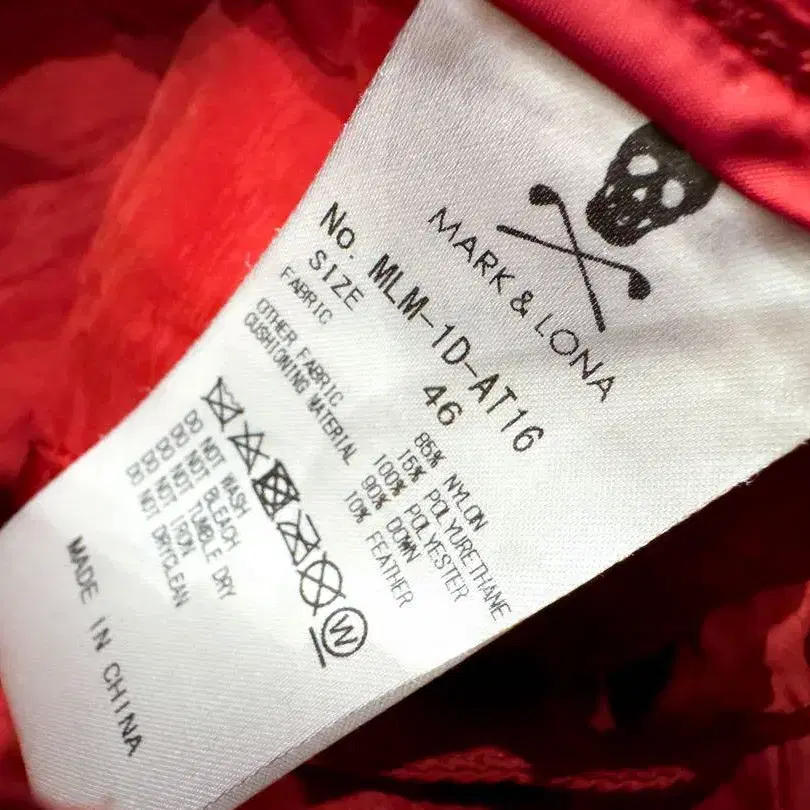 MARK & LONA
No. MLM-1D-AT16
SIZE 46
FABRIC 85% NYLON
15% POLYURETHANE
OTHER FABRIC 100% POLYESTER
CUSHIONING MATERIAL 90% DOWN
10% FEATHER
W
DO NOT WASH
DO NOT BLEACH
DO NOT TUMBLE DRY
DO NOT IRON
DO NOT DRYCLEAN
MADE IN CHINA